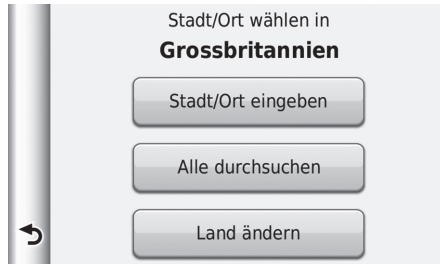 Stadt/Ort wählen in
Grossbritannien
Stadt/Ort eingeben
Alle durchsuchen
Land ändern